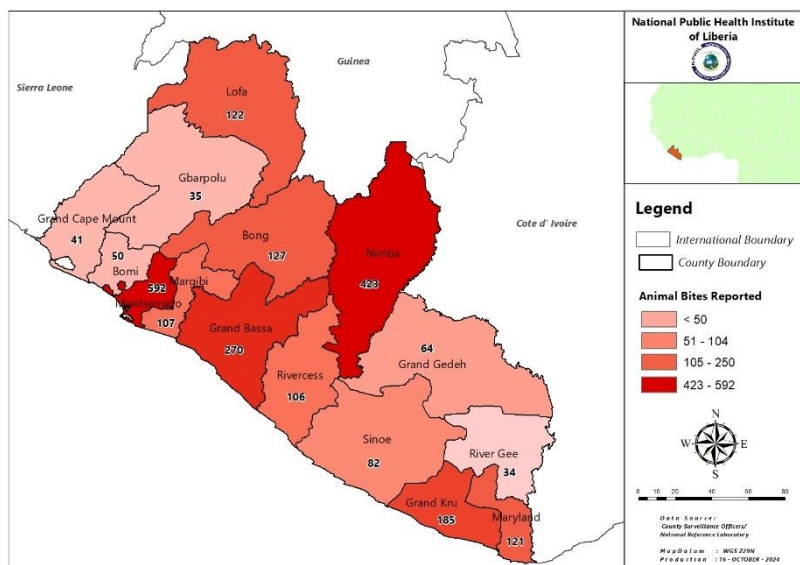 National Public Health Institute
of Liberia
Guinea
Sierra Leone
Lofa
122
Gbarpolu
35
Grand Cape Mount
41
Cote d' Ivoire
Bong
127
Nimba
423
50
Bomi
592
Margibi
Montserrado
107
Grand Bassa
270
64
Grand Gedeh
Rivercess
106
Sinoe
82
River Gee
34
Grand Kru
185
Maryland
121
Legend
International Boundary
County Boundary
Animal Bites Reported
< 50
51 - 104
105 - 250
423 - 592
N
W
E
S
0 10 20 40 60 80
Data Source:
County Surveillance Officers/
National Reference Laboratory
Map Datum : WGS Z29N
Production : 16 - OCTOBER - 2024